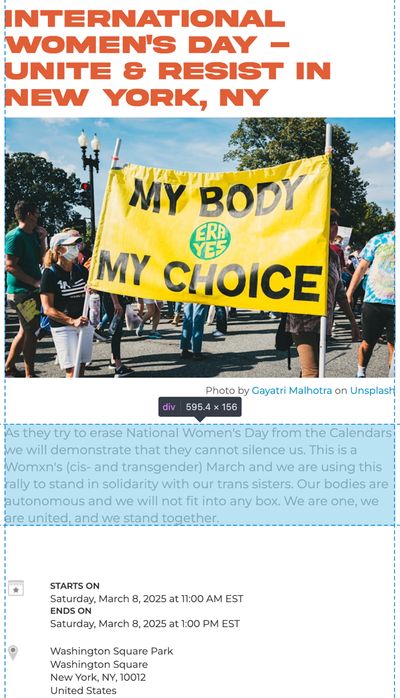 INTERNATIONAL
WOMEN'S DAY –
UNITE & RESIST IN
NEW YORK, NY
MY BODY
ERA
YES
MY CHOICE
Photo by Gayatri Malhotra on Unsplash
div 595.4 × 156
As they try to erase National Women's Day from the Calendars
we will demonstrate that they cannot silence us. This is a
Womxn's (cis- and transgender) March and we are using this
rally to stand in solidarity with our trans sisters. Our bodies are
autonomous and we will not fit into any box. We are one, we
are united, and we stand together.
STARTS ON
Saturday, March 8, 2025 at 11:00 AM EST
ENDS ON
Saturday, March 8, 2025 at 1:00 PM EST
Washington Square Park
Washington Square
New York, NY, 10012
United States